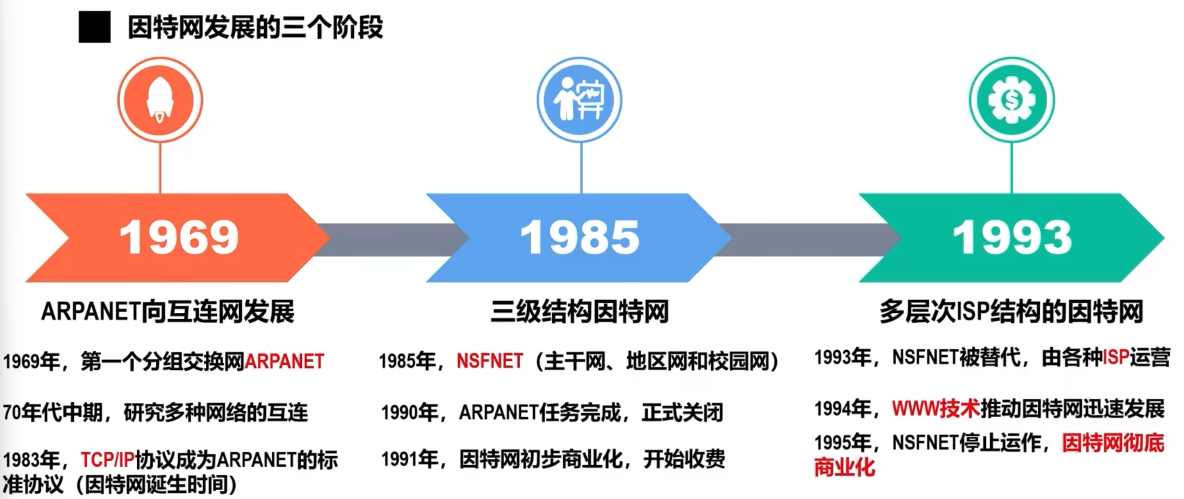 因特网发展的三个阶段
1969
1985
1993
ARPANET向互连网发展
1969年，第一个分组交换网ARPANET
70年代中期，研究多种网络的互连
1983年，TCP/IP协议成为ARPANET的标
准协议（因特网诞生时间）
三级结构因特网
1985年，NSFNET（主干网、地区网和校园网）
1990年，ARPANET任务完成，正式关闭
1991年，因特网初步商业化，开始收费
多层次ISP结构的因特网
1993年，NSFNET被替代，由各种ISP运营
1994年，WWW技术推动因特网迅速发展
1995年，NSFNET停止运作，因特网彻底
商业化